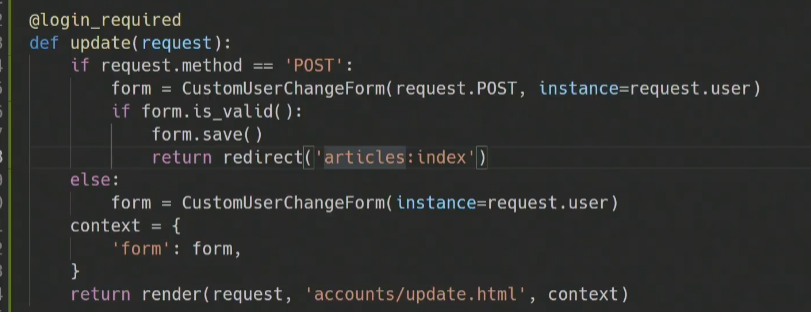 @login_required
def update(request):
    if request.method == 'POST':
        form = CustomUserChangeForm(request.POST, instance=request.user)
        if form.is_valid():
            form.save()
            return redirect('articles:index')
    else:
        form = CustomUserChangeForm(instance=request.user)
    context = {
        'form': form,
    }
    return render(request, 'accounts/update.html', context)